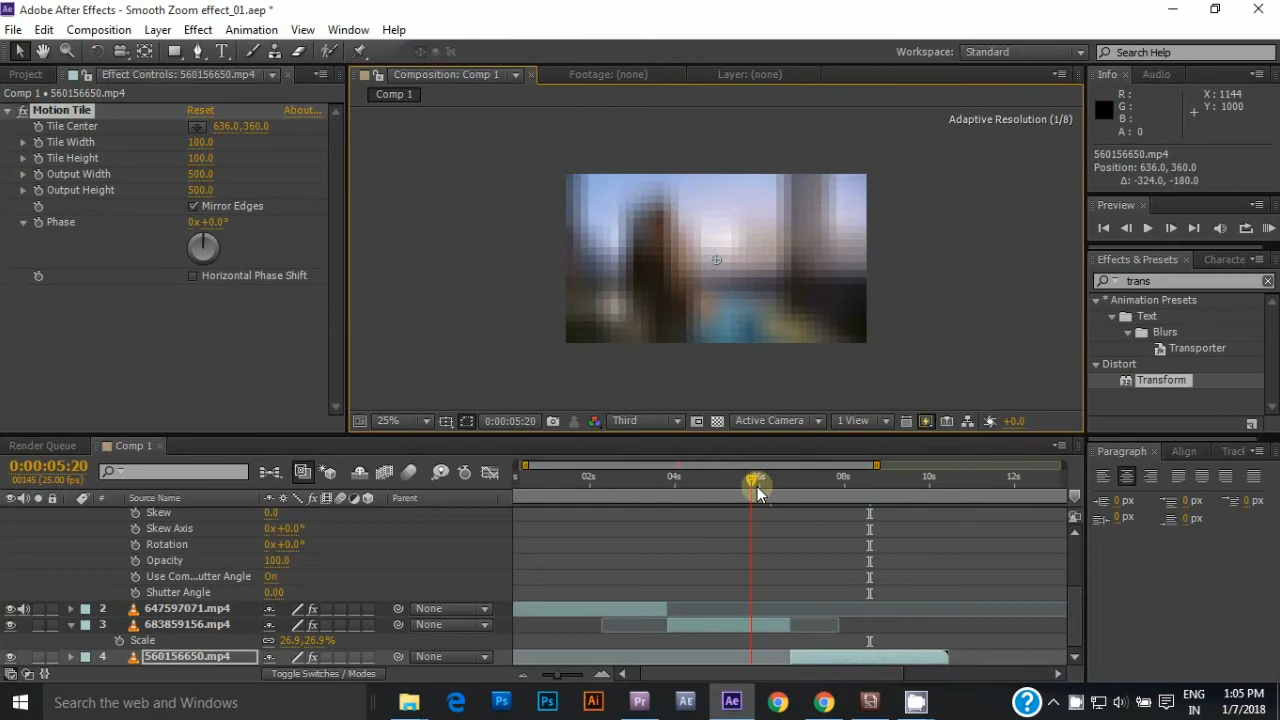 Adobe After Effects - Smooth Zoom effect_01.aep *
File Edit Composition Layer Effect Animation View Window Help
Workspace: Standard Search Help
Project Effect Controls: 560156650.mp4 Composition: Comp 1 Footage: (none) Layer: (none) Info Audio
Comp 1 • 560156650.mp4
Comp 1
Motion Tile Reset About...
Tile Center 636.0,360.0
Tile Width 100.0
Tile Height 100.0
Output Width 500.0
Output Height 500.0
Mirror Edges
Phase 0x+0.0°
Horizontal Phase Shift
Adaptive Resolution (1/8)
R :
G :
B :
A : 0
X : 1144
Y : 1000
560156650.mp4
Position: 636.0, 360.0
Δ: -324.0, -180.0
Preview
Effects & Presets Characte
trans
* Animation Presets
Text
Blurs
Transporter
Distort
Transform
25% 0:00:05:20 Third Active Camera 1 View +0.0
Render Queue Comp 1
0:00:05:20
00145 (25.00 fps)
s 02s 04s 06s 08s 10s 12s
# Source Name Parent
Skew 0.0
Skew Axis 0x+0.0°
Rotation 0x+0.0°
Opacity 100.0
Use Com...utter Angle On
Shutter Angle 0.00
2 647597071.mp4 None
3 683859156.mp4 None
Scale 26.9,26.9%
4 560156650.mp4 None
Toggle Switches / Modes
Paragraph Align Trac
0 px 0 px 0 px
0 px 0 px
Search the web and Windows
ENG
IN
1:05 PM
1/7/2018